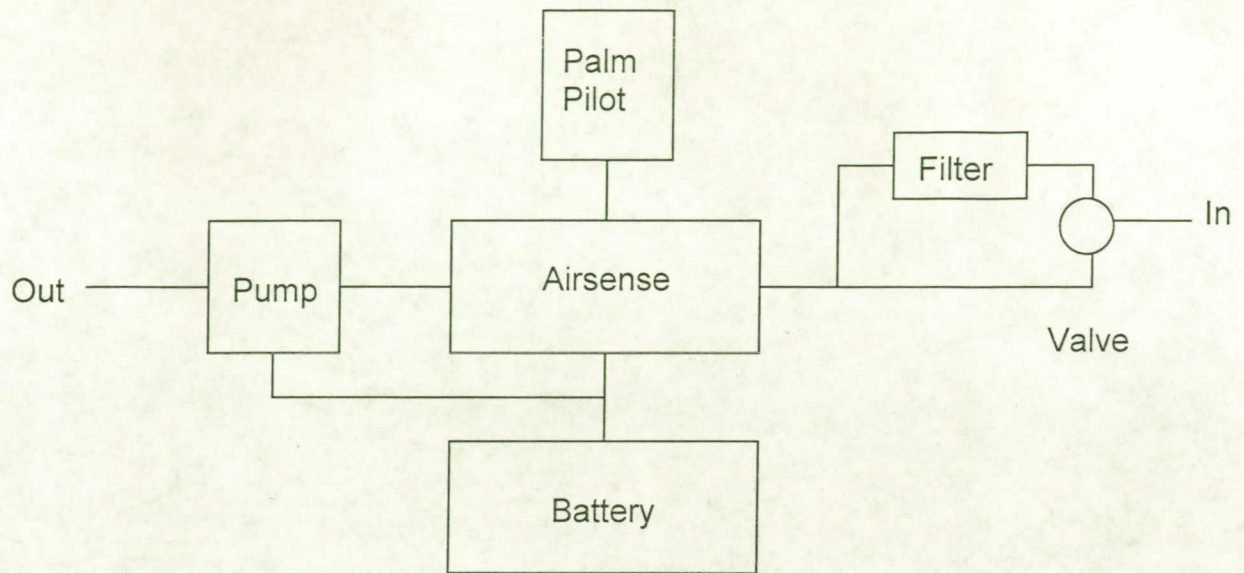 Palm
Pilot
Filter
In
Airsense
Out
Pump
Valve
Battery